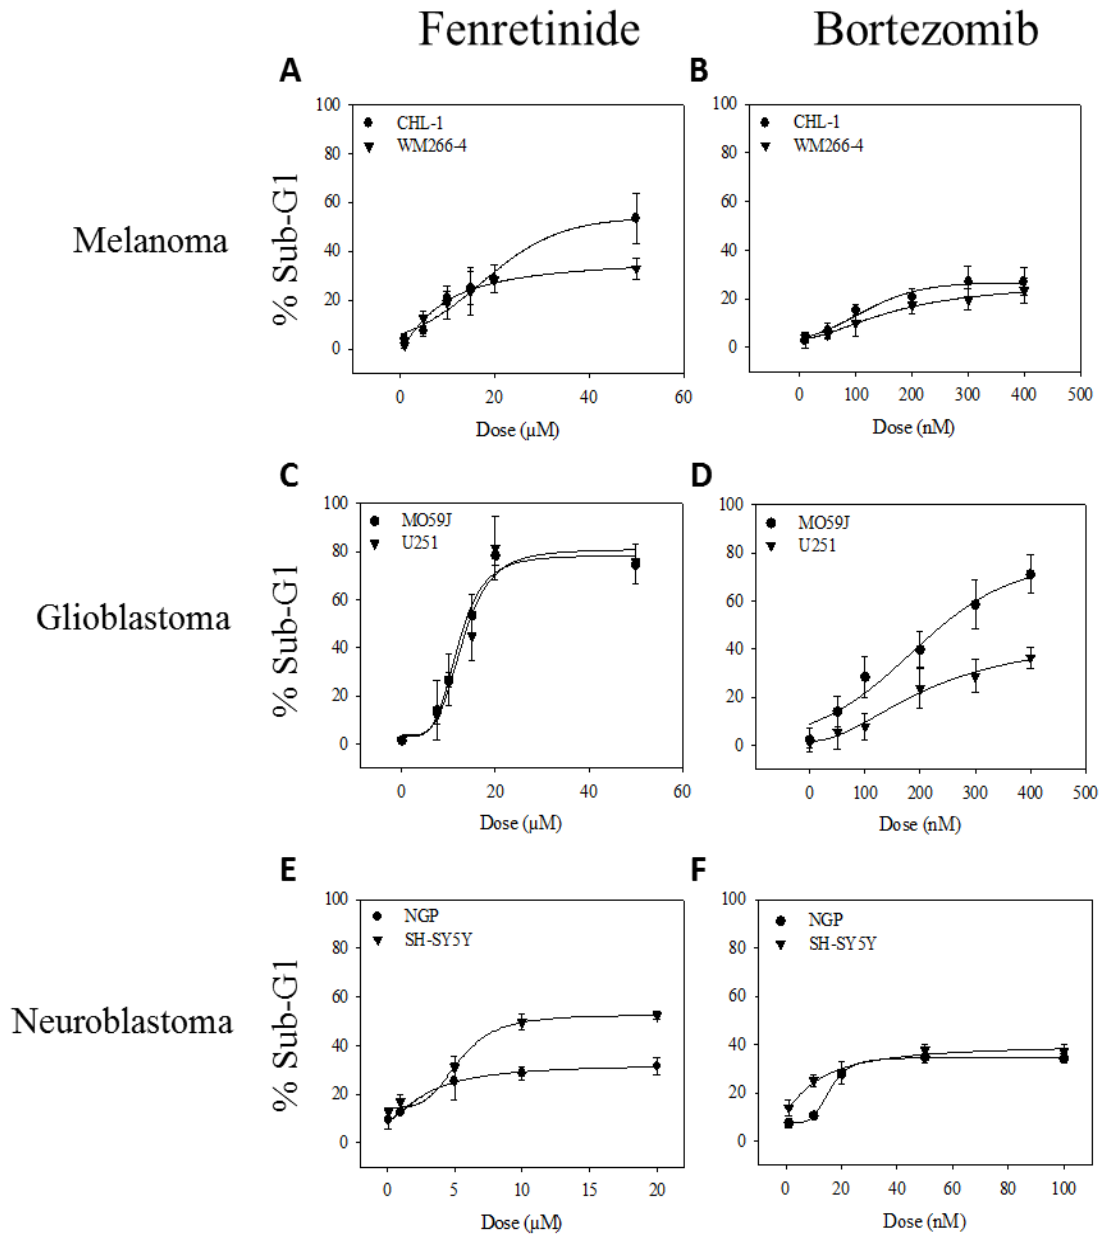 Fenretinide
Bortezomib
Melanoma
Glioblastoma
Neuroblastoma
A
% Sub-G1
100
80
60
40
20
0
CHL-1
WM266-4
0 20 40 60
Dose (µM)
B
100
80
60
40
20
0
CHL-1
WM266-4
0 100 200 300 400 500
Dose (nM)
C
% Sub-G1
100
80
60
40
20
0
MO59J
U251
0 20 40 60
Dose (µM)
D
100
80
60
40
20
0
MO59J
U251
0 100 200 300 400 500
Dose (nM)
E
% Sub-G1
100
80
60
40
20
0
NGP
SH-SY5Y
0 5 10 15 20
Dose (µM)
F
100
80
60
40
20
0
NGP
SH-SY5Y
0 20 40 60 80 100
Dose (nM)